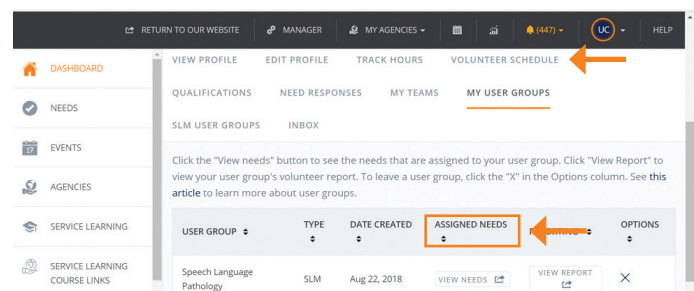 RETURN TO OUR WEBSITE MANAGER MY AGENCIES (447) UC HELP
DASHBOARD
NEEDS
EVENTS
17
AGENCIES
SERVICE LEARNING
SERVICE LEARNING
COURSE LINKS
VIEW PROFILE EDIT PROFILE TRACK HOURS VOLUNTEER SCHEDULE
QUALIFICATIONS NEED RESPONSES MY TEAMS MY USER GROUPS
SLM USER GROUPS INBOX
Click the "View needs" button to see the needs that are assigned to your user group. Click "View Report" to
view your user group's volunteer report. To leave a user group, click the "X" in the Options column. See this
article to learn more about user groups.
USER GROUP TYPE DATE CREATED ASSIGNED NEEDS OPTIONS
Speech Language
Pathology
SLM Aug 22, 2018 VIEW NEEDS VIEW REPORT X